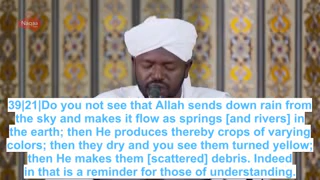 39|21|Do you not see that Allah sends down rain from
the sky and makes it flow as springs [and rivers] in
the earth; then He produces thereby crops of varying
colors; then they dry and you see them turned yellow;
then He makes them [scattered] debris. Indeed
in that is a reminder for those of understanding.